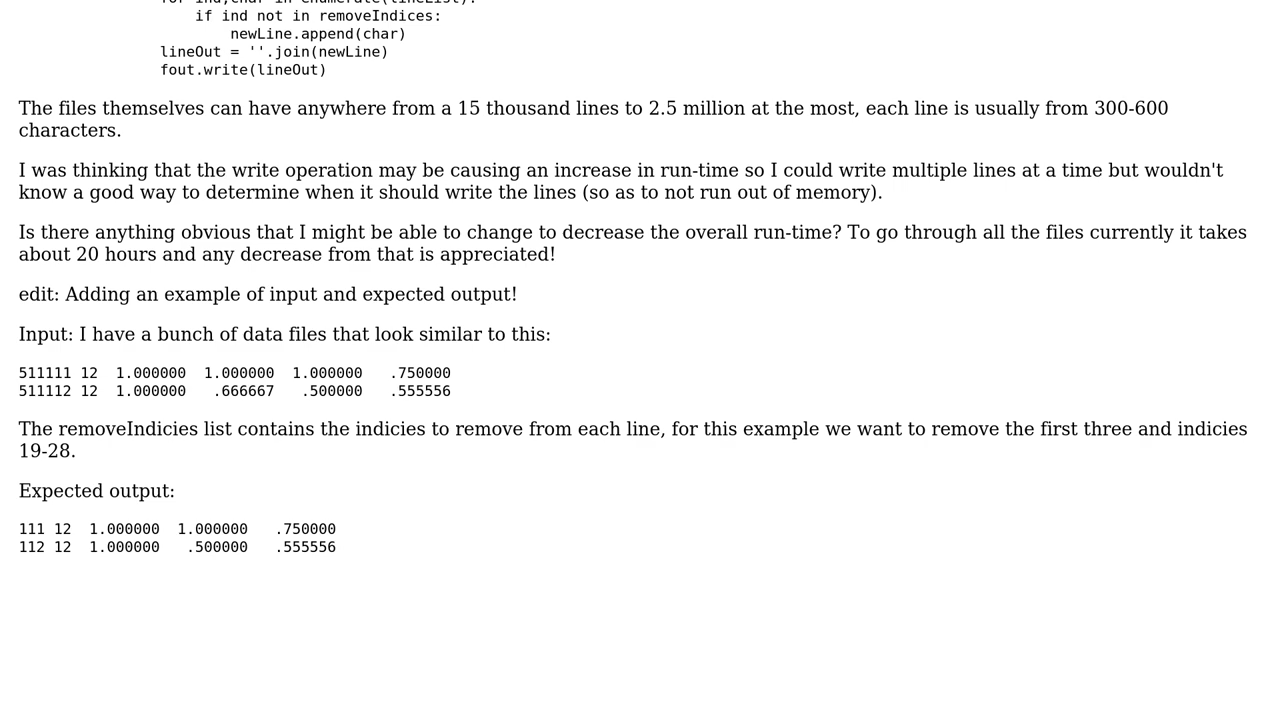 for ind,char in enumerate(lineList):
if ind not in removeIndices:
newLine.append(char)
lineOut = ''.join(newLine)
fout.write(lineOut)
The files themselves can have anywhere from a 15 thousand lines to 2.5 million at the most, each line is usually from 300-600
characters.
I was thinking that the write operation may be causing an increase in run-time so I could write multiple lines at a time but wouldn't
know a good way to determine when it should write the lines (so as to not run out of memory).
Is there anything obvious that I might be able to change to decrease the overall run-time? To go through all the files currently it takes
about 20 hours and any decrease from that is appreciated!
edit: Adding an example of input and expected output!
Input: I have a bunch of data files that look similar to this:
511111 12  1.000000  1.000000  1.000000   .750000
511112 12  1.000000   .666667   .500000   .555556
The removeIndicies list contains the indicies to remove from each line, for this example we want to remove the first three and indicies
19-28.
Expected output:
111 12  1.000000  1.000000   .750000
112 12  1.000000   .500000   .555556